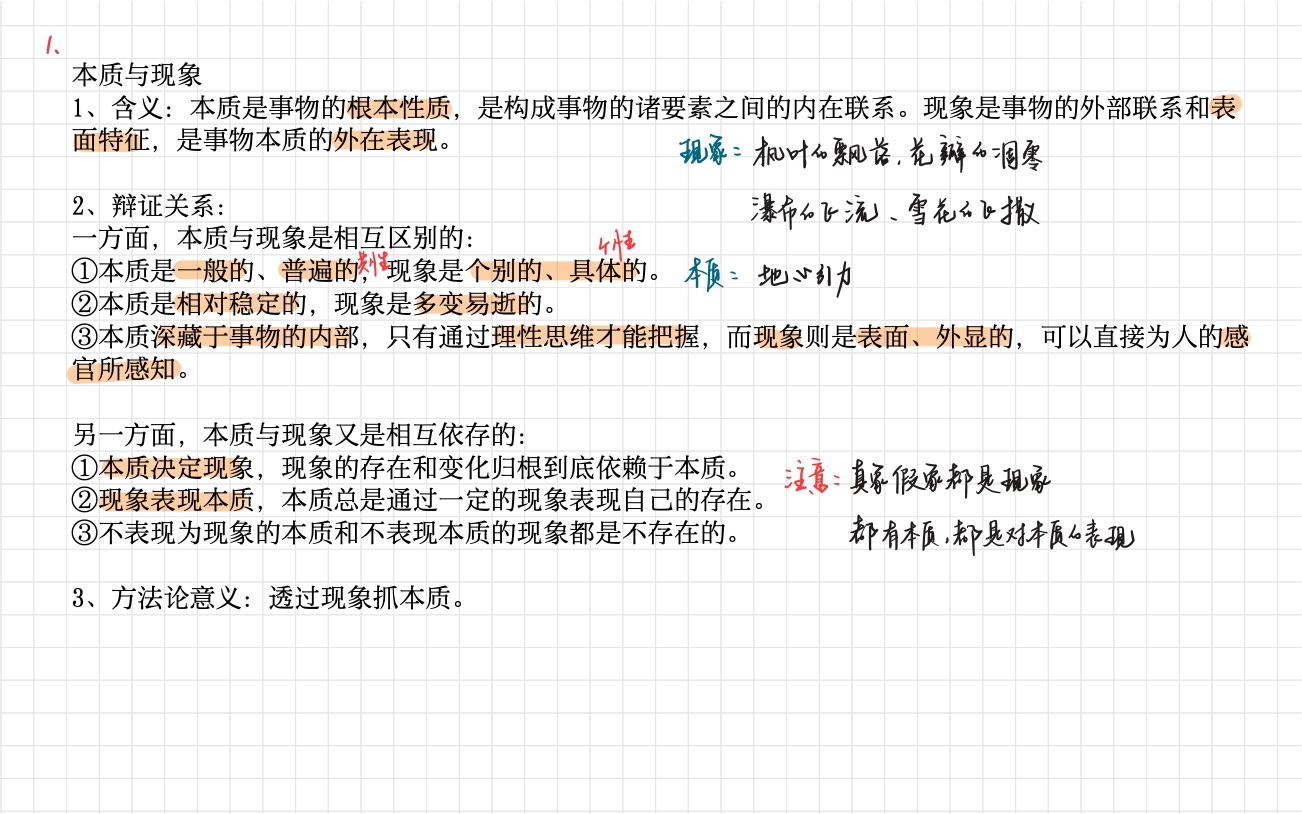 1、
本质与现象
1、含义：本质是事物的根本性质，是构成事物的诸要素之间的内在联系。现象是事物的外部联系和表
面特征，是事物本质的外在表现。
现象：枫叶的飘落、花瓣的凋零
瀑布的飞流、雪花的飞撒
2、辩证关系：
一方面，本质与现象是相互区别的：
共性
个性
①本质是一般的、普遍的，现象是个别的、具体的。
本质：地心引力
②本质是相对稳定的，现象是多变易逝的。
③本质深藏于事物的内部，只有通过理性思维才能把握，而现象则是表面、外显的，可以直接为人的感
官所感知。
另一方面，本质与现象又是相互依存的：
①本质决定现象，现象的存在和变化归根到底依赖于本质。
注意：真象假象都是现象
②现象表现本质，本质总是通过一定的现象表现自己的存在。
③不表现为现象的本质和不表现本质的现象都是不存在的。
都有本质，都是对本质的表现
3、方法论意义：透过现象抓本质。